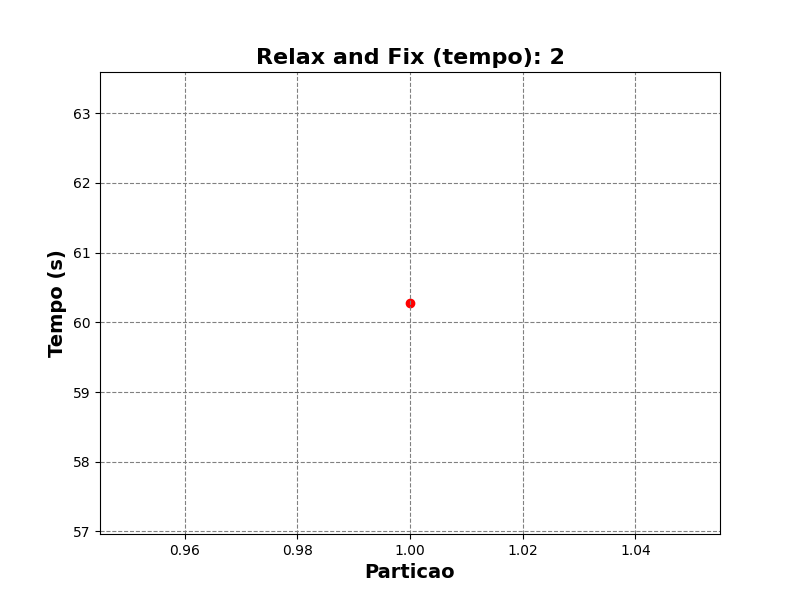 Relax and Fix (tempo): 2
Tempo (s)
63
62
61
60
59
58
57
0.96 0.98 1.00 1.02 1.04
Particao